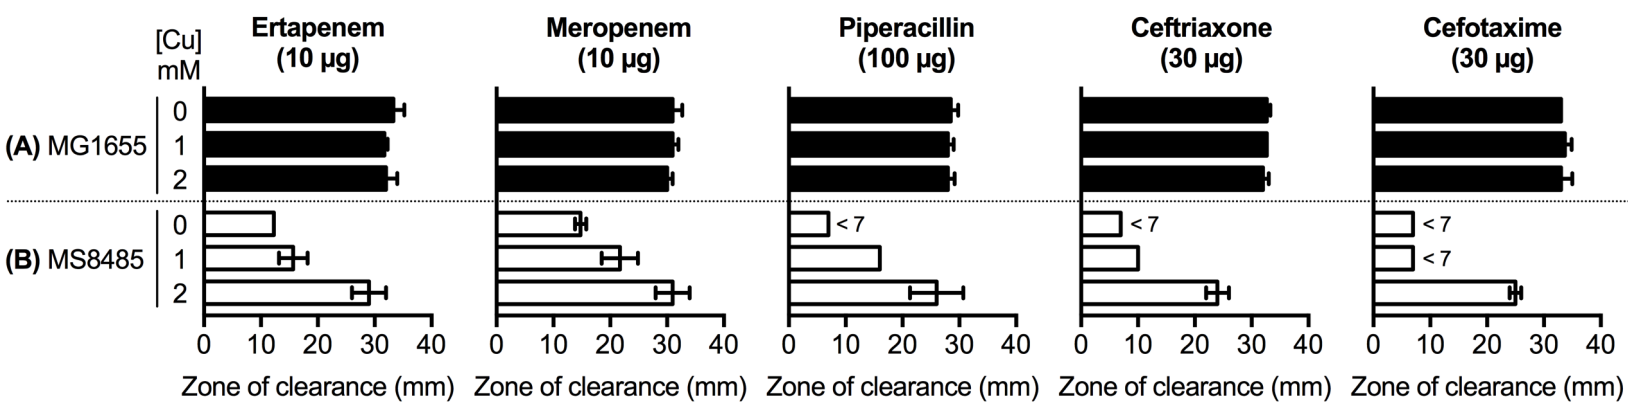 [Cu]
mM
Ertapenem
(10 µg)
Meropenem
(10 µg)
Piperacillin
(100 µg)
Ceftriaxone
(30 µg)
Cefotaxime
(30 µg)
(A) MG1655
0
1
2
(B) MS8485
0
1
2
< 7
< 7
< 7
< 7
0 10 20 30 40
0 10 20 30 40
0 10 20 30 40
0 10 20 30 40
0 10 20 30 40
Zone of clearance (mm)
Zone of clearance (mm)
Zone of clearance (mm)
Zone of clearance (mm)
Zone of clearance (mm)